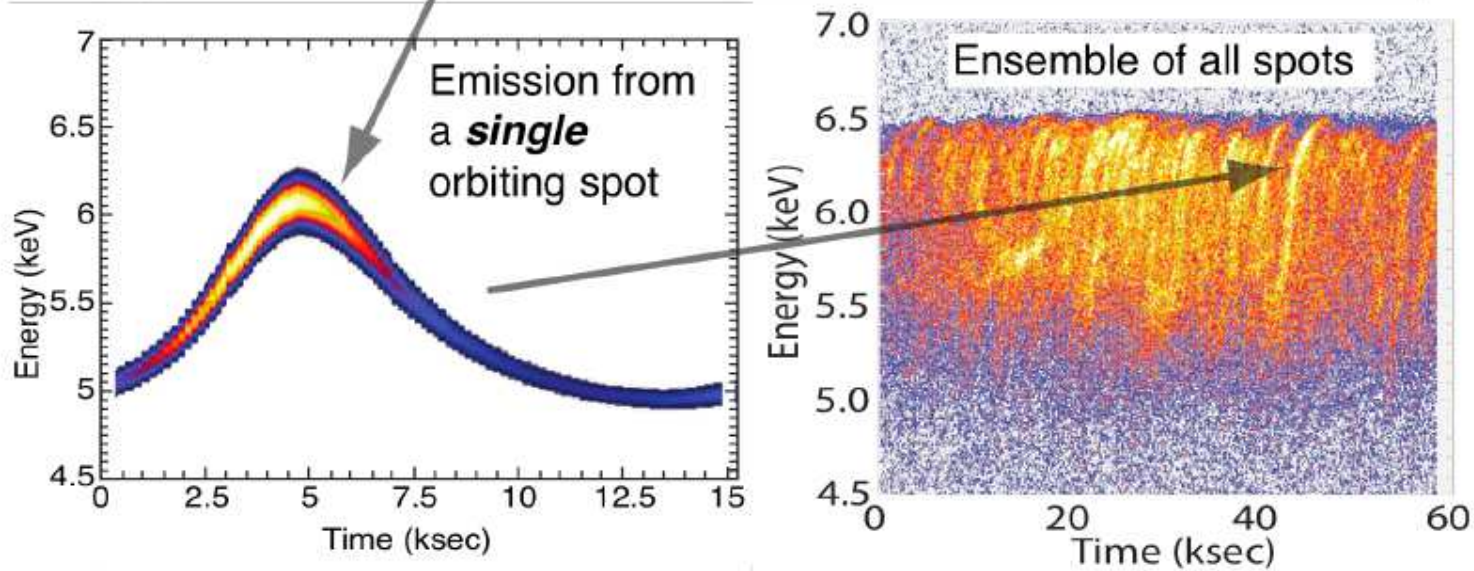 7
6.5
6
5.5
5
4.5
Energy (keV)
0
2.5
5
7.5
10
12.5
15
Time (ksec)
Emission from
a single
orbiting spot
7.0
6.5
6.0
5.5
5.0
4.5
Energy (keV)
0
20
40
60
Time (ksec)
Ensemble of all spots